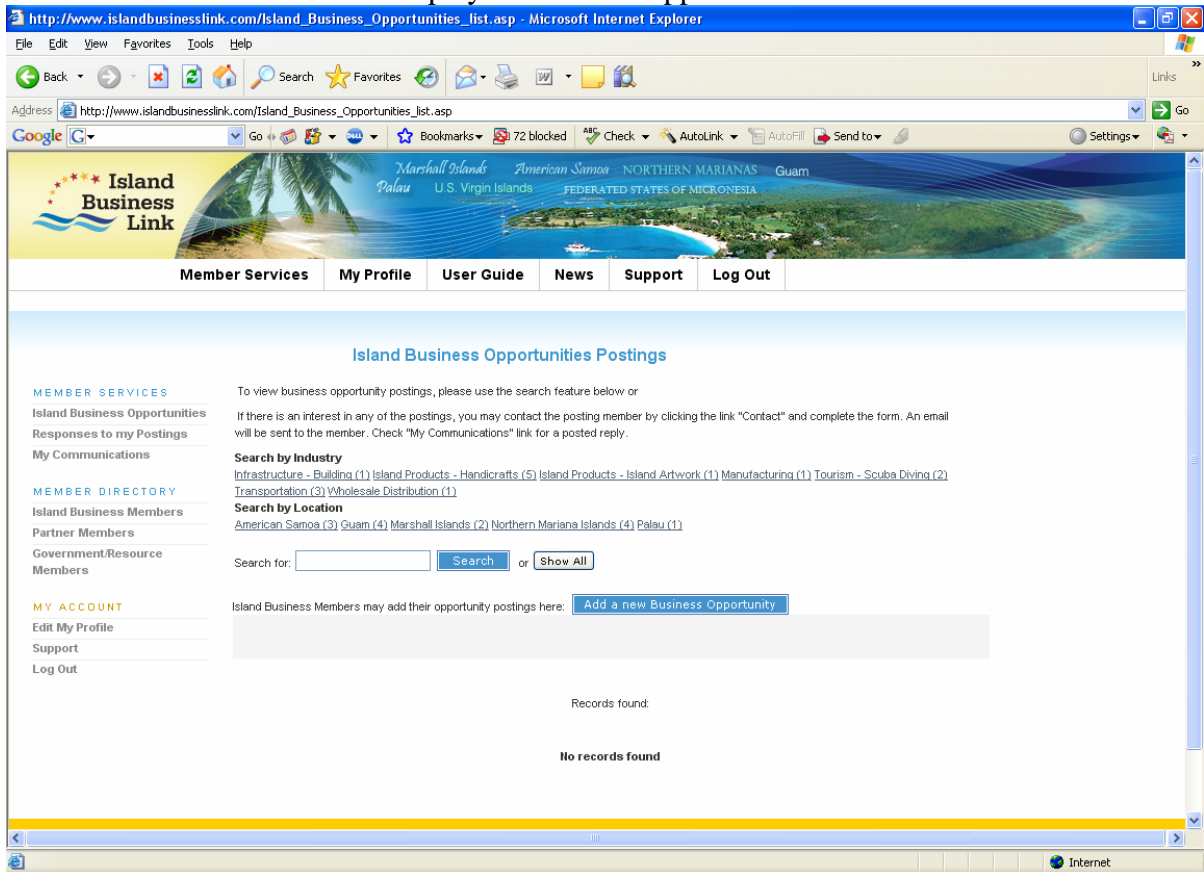 http://www.islandbusinesslink.com/Island_Business_Opportunities_list.asp - Microsoft Internet Explorer
File Edit View Favorites Tools Help
Back Search Favorites Links
Address http://www.islandbusinesslink.com/Island_Business_Opportunities_list.asp Go
Google G Go Bookmarks 72 blocked ABC Check AutoLink AutoFill Send to Settings
Marshall Islands American Samoa NORTHERN MARIANAS Guam
Palau U.S. Virgin Islands FEDERATED STATES OF MICRONESIA
Island
Business
Link
Member Services My Profile User Guide News Support Log Out
Island Business Opportunities Postings
MEMBER SERVICES
Island Business Opportunities
Responses to my Postings
My Communications
MEMBER DIRECTORY
Island Business Members
Partner Members
Government/Resource
Members
MY ACCOUNT
Edit My Profile
Support
Log Out
To view business opportunity postings, please use the search feature below or
If there is an interest in any of the postings, you may contact the posting member by clicking the link "Contact" and complete the form. An email
will be sent to the member. Check "My Communications" link for a posted reply.
Search by Industry
Infrastructure - Building (1) Island Products - Handicrafts (5) Island Products - Island Artwork (1) Manufacturing (1) Tourism - Scuba Diving (2)
Transportation (3) Wholesale Distribution (1)
Search by Location
American Samoa (3) Guam (4) Marshall Islands (2) Northern Mariana Islands (4) Palau (1)
Search for: Search or Show All
Island Business Members may add their opportunity postings here: Add a new Business Opportunity
Records found:
No records found
Internet